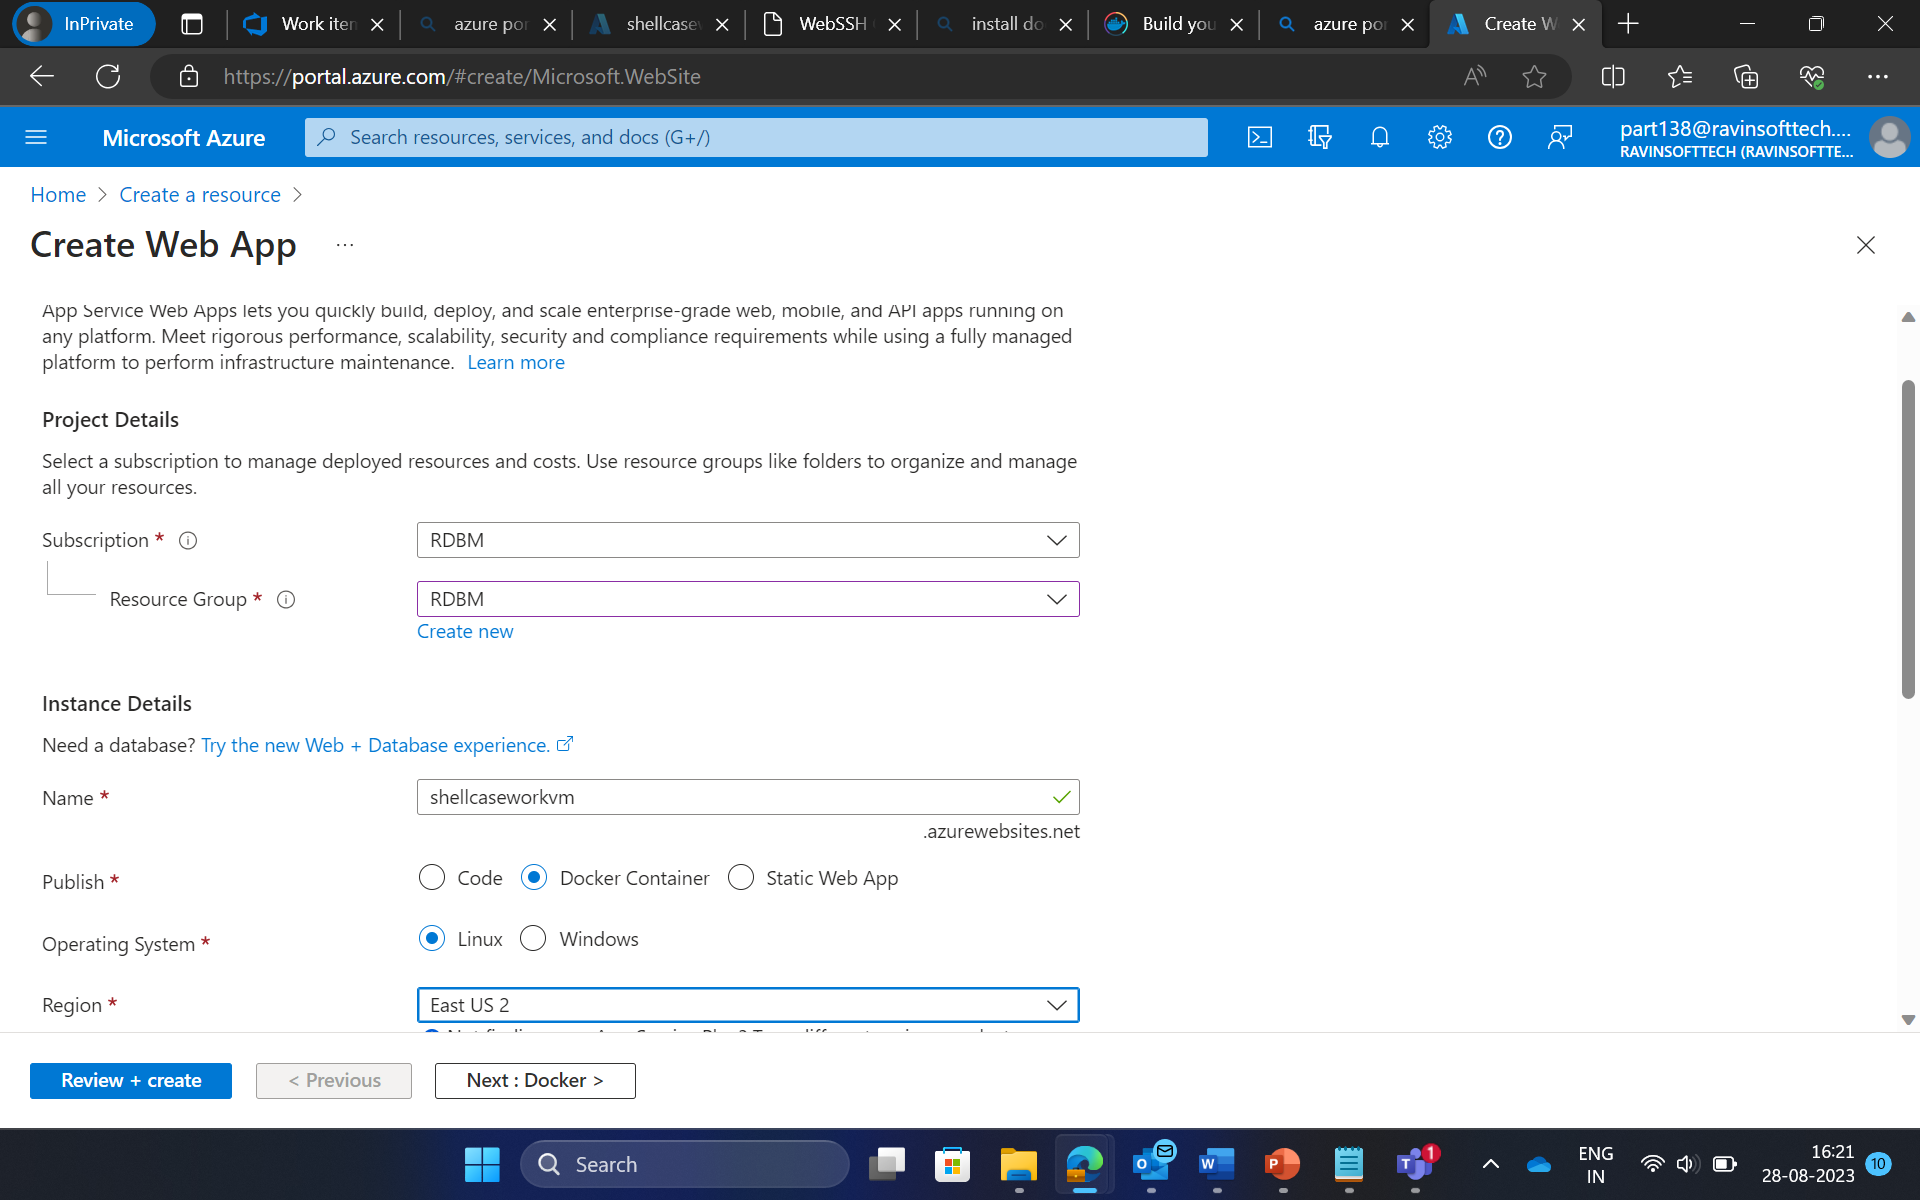 InPrivate
Work iten
azure por
shellcasev
WebSSH
install do
Build you
azure por
Create W
https://portal.azure.com/#create/Microsoft.WebSite
Microsoft Azure
Search resources, services, and docs (G+/)
part138@ravinsofttech....
RAVINSOFTTECH (RAVINSOFTTE...
Home > Create a resource >
Create Web App ...
App Service Web Apps lets you quickly build, deploy, and scale enterprise-grade web, mobile, and API apps running on
any platform. Meet rigorous performance, scalability, security and compliance requirements while using a fully managed
platform to perform infrastructure maintenance. Learn more
Project Details
Select a subscription to manage deployed resources and costs. Use resource groups like folders to organize and manage
all your resources.
Subscription *
RDBM
Resource Group *
RDBM
Create new
Instance Details
Need a database? Try the new Web + Database experience.
Name *
shellcaseworkvm
.azurewebsites.net
Publish *
Code Docker Container Static Web App
Operating System *
Linux Windows
Region *
East US 2
Review + create
< Previous
Next : Docker >
Search
1
ENG
IN
16:21
28-08-2023
10